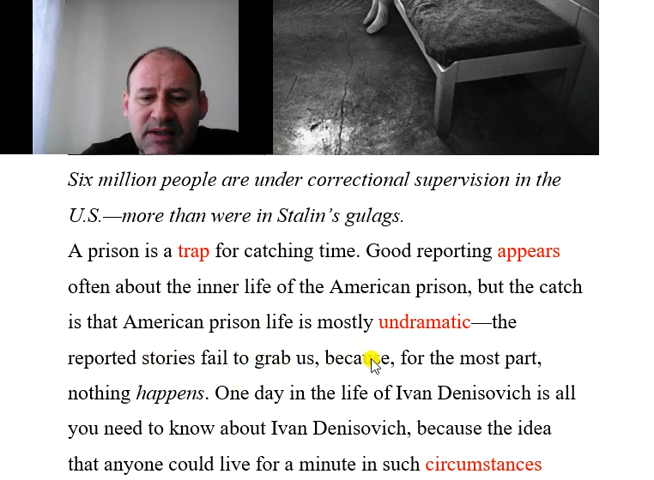 Six million people are under correctional supervision in the
U.S.—more than were in Stalin’s gulags.
A prison is a trap for catching time. Good reporting appears
often about the inner life of the American prison, but the catch
is that American prison life is mostly undramatic—the
reported stories fail to grab us, because, for the most part,
nothing happens. One day in the life of Ivan Denisovich is all
you need to know about Ivan Denisovich, because the idea
that anyone could live for a minute in such circumstances